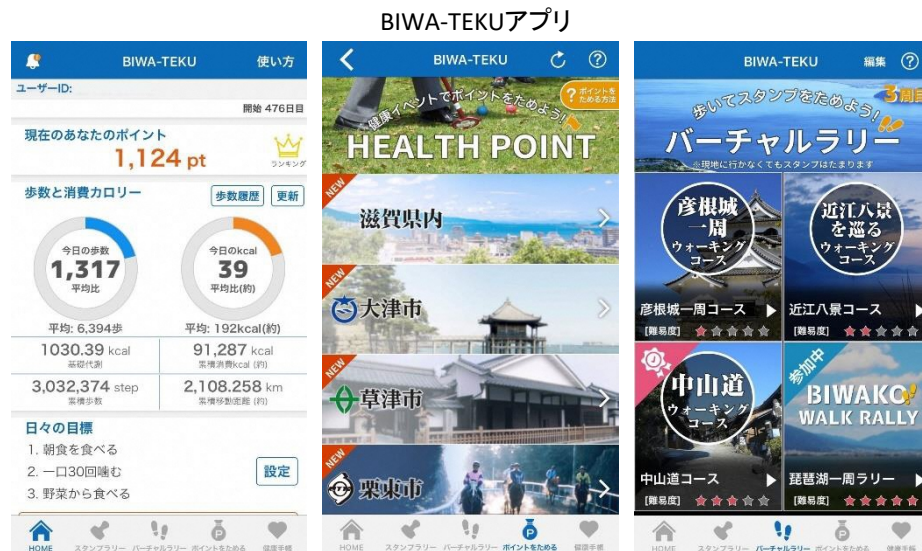 BIWA-TEKUアプリ
BIWA-TEKU
使い方
ユーザーID:
開始 476日目
現在のあなたのポイント
1,124 pt
ランキング
歩数と消費カロリー
歩数履歴
更新
今日の歩数
1,317
平均比
今日のkcal
39
平均比(約)
平均: 6,394歩
平均: 192kcal(約)
1030.39 kcal
基礎代謝
91,287 kcal
累積消費kcal (約)
3,032,374 step
累積歩数
2,108.258 km
累積移動距離 (約)
日々の目標
1. 朝食を食べる
2. 一口30回噛む
3. 野菜から食べる
設定
HOME
スタンプラリー
バーチャルラリー
ポイントをためる
健康手帳
BIWA-TEKU
?
健康イベントでポイントをためよう!
? ポイントを
ためる方法
HEALTH POINT
NEW
滋賀県内
NEW
大津市
NEW
草津市
NEW
栗東市
HOME
スタンプラリー
バーチャルラリー
ポイントをためる
健康手帳
BIWA-TEKU
編集
?
歩いてスタンプをためよう!
3周目
バーチャルラリー
※現地に行かなくてもスタンプはたまります
彦根城
一周
ウォーキング
コース
彦根城一周コース
[難易度]
近江八景
を巡る
ウォーキング
コース
近江八景コース
[難易度]
中山道
ウォーキング
コース
中山道コース
[難易度]
参加中
BIWAKO
WALK RALLY
琵琶湖一周ラリー
[難易度]
HOME
スタンプラリー
バーチャルラリー
ポイントをためる
健康手帳